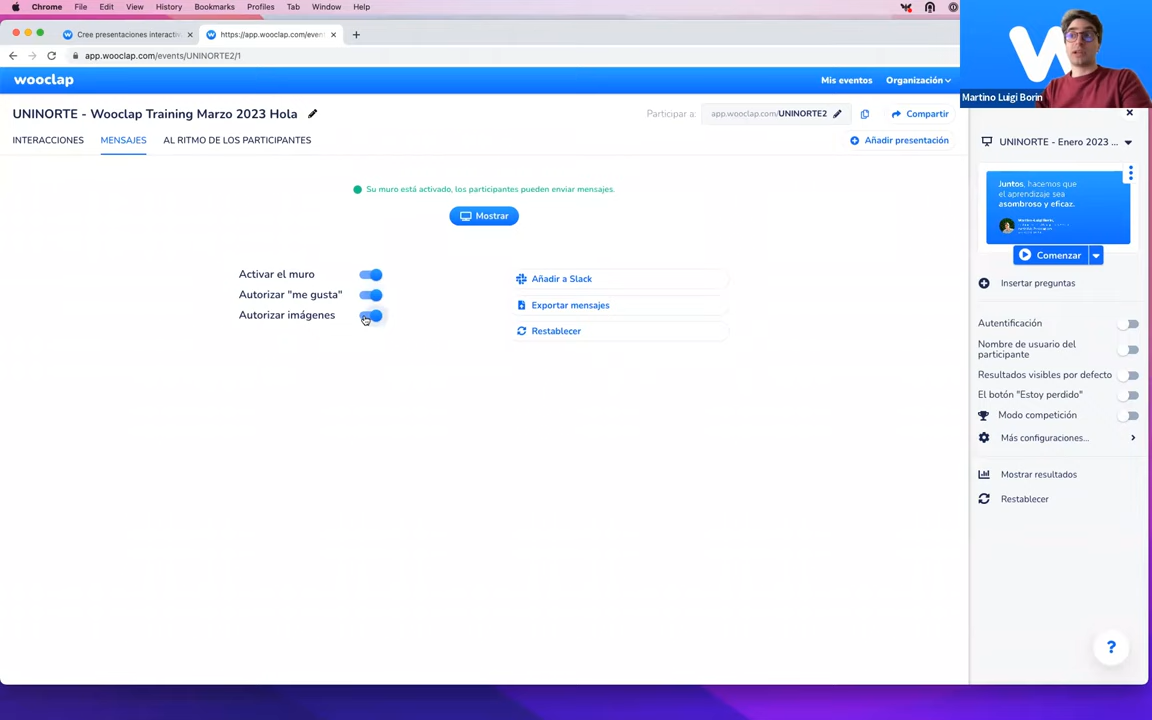 Chrome File Edit View History Bookmarks Profiles Tab Window Help
Cree presentaciones interactiv
https://app.wooclap.com/even
app.wooclap.com/events/UNINORTE2/1
wooclap
Mis eventos
Organización
Martino Luigi Borin
UNINORTE - Wooclap Training Marzo 2023 Hola
Participar a:
app.wooclap.com/UNINORTE2
Compartir
INTERACCIONES
MENSAJES
AL RITMO DE LOS PARTICIPANTES
Añadir presentación
UNINORTE - Enero 2023 ...
Su muro está activado, los participantes pueden enviar mensajes.
Mostrar
Juntos, hacemos que
el aprendizaje sea
asombroso y eficaz.
Comenzar
Activar el muro
Autorizar "me gusta"
Autorizar imágenes
Añadir a Slack
Exportar mensajes
Restablecer
Insertar preguntas
Autentificación
Nombre de usuario del
participante
Resultados visibles por defecto
El botón "Estoy perdido"
Modo competición
Más configuraciones...
Mostrar resultados
Restablecer
?